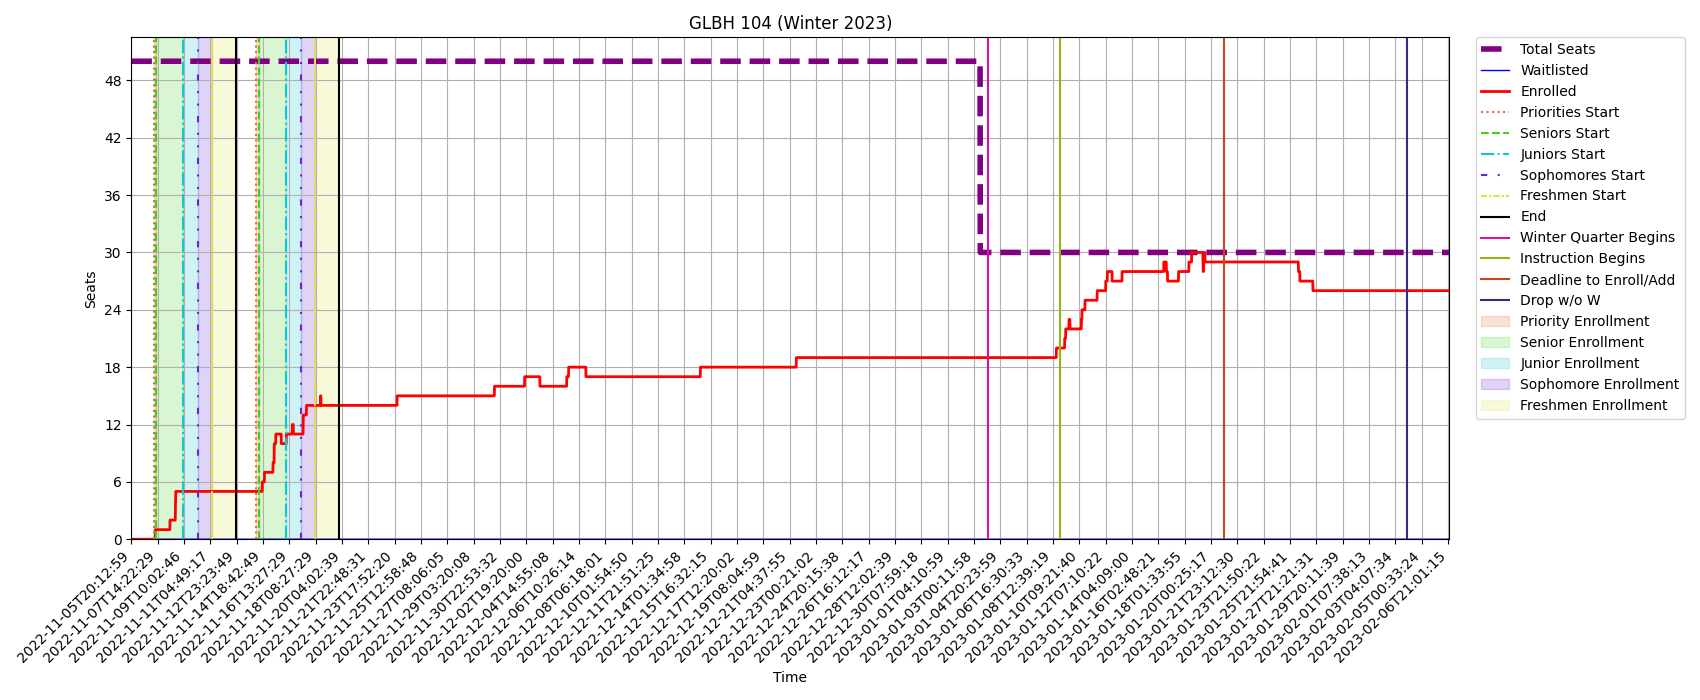 GLBH 104 (Winter 2023)
Seats
48
42
36
30
24
18
12
6
0
2022-11-05T20:12:59
2022-11-07T14:22:29
2022-11-09T10:02:46
2022-11-11T04:49:17
2022-11-12T23:23:49
2022-11-14T18:42:49
2022-11-16T13:27:29
2022-11-18T08:27:29
2022-11-20T04:02:39
2022-11-21T22:48:31
2022-11-23T17:52:20
2022-11-25T12:58:48
2022-11-27T08:06:05
2022-11-29T03:20:08
2022-11-30T22:53:32
2022-12-02T19:20:00
2022-12-04T14:55:08
2022-12-06T10:26:14
2022-12-08T06:18:01
2022-12-10T01:54:50
2022-12-11T21:51:25
2022-12-14T01:34:58
2022-12-15T16:32:15
2022-12-17T12:20:02
2022-12-19T08:04:59
2022-12-21T04:37:55
2022-12-23T00:21:02
2022-12-24T20:15:38
2022-12-26T16:12:17
2022-12-28T12:02:39
2022-12-30T07:59:18
2023-01-01T04:10:59
2023-01-03T00:11:58
2023-01-04T20:23:59
2023-01-06T16:30:33
2023-01-08T12:39:19
2023-01-10T09:21:40
2023-01-12T07:10:22
2023-01-14T04:09:00
2023-01-16T02:48:21
2023-01-18T01:33:55
2023-01-20T00:25:17
2023-01-21T23:12:30
2023-01-23T21:50:22
2023-01-25T21:54:41
2023-01-27T21:21:31
2023-01-29T20:11:39
2023-02-01T07:38:13
2023-02-03T04:07:34
2023-02-05T00:33:24
2023-02-06T21:01:15
Time
Total Seats
Waitlisted
Enrolled
Priorities Start
Seniors Start
Juniors Start
Sophomores Start
Freshmen Start
End
Winter Quarter Begins
Instruction Begins
Deadline to Enroll/Add
Drop w/o W
Priority Enrollment
Senior Enrollment
Junior Enrollment
Sophomore Enrollment
Freshmen Enrollment